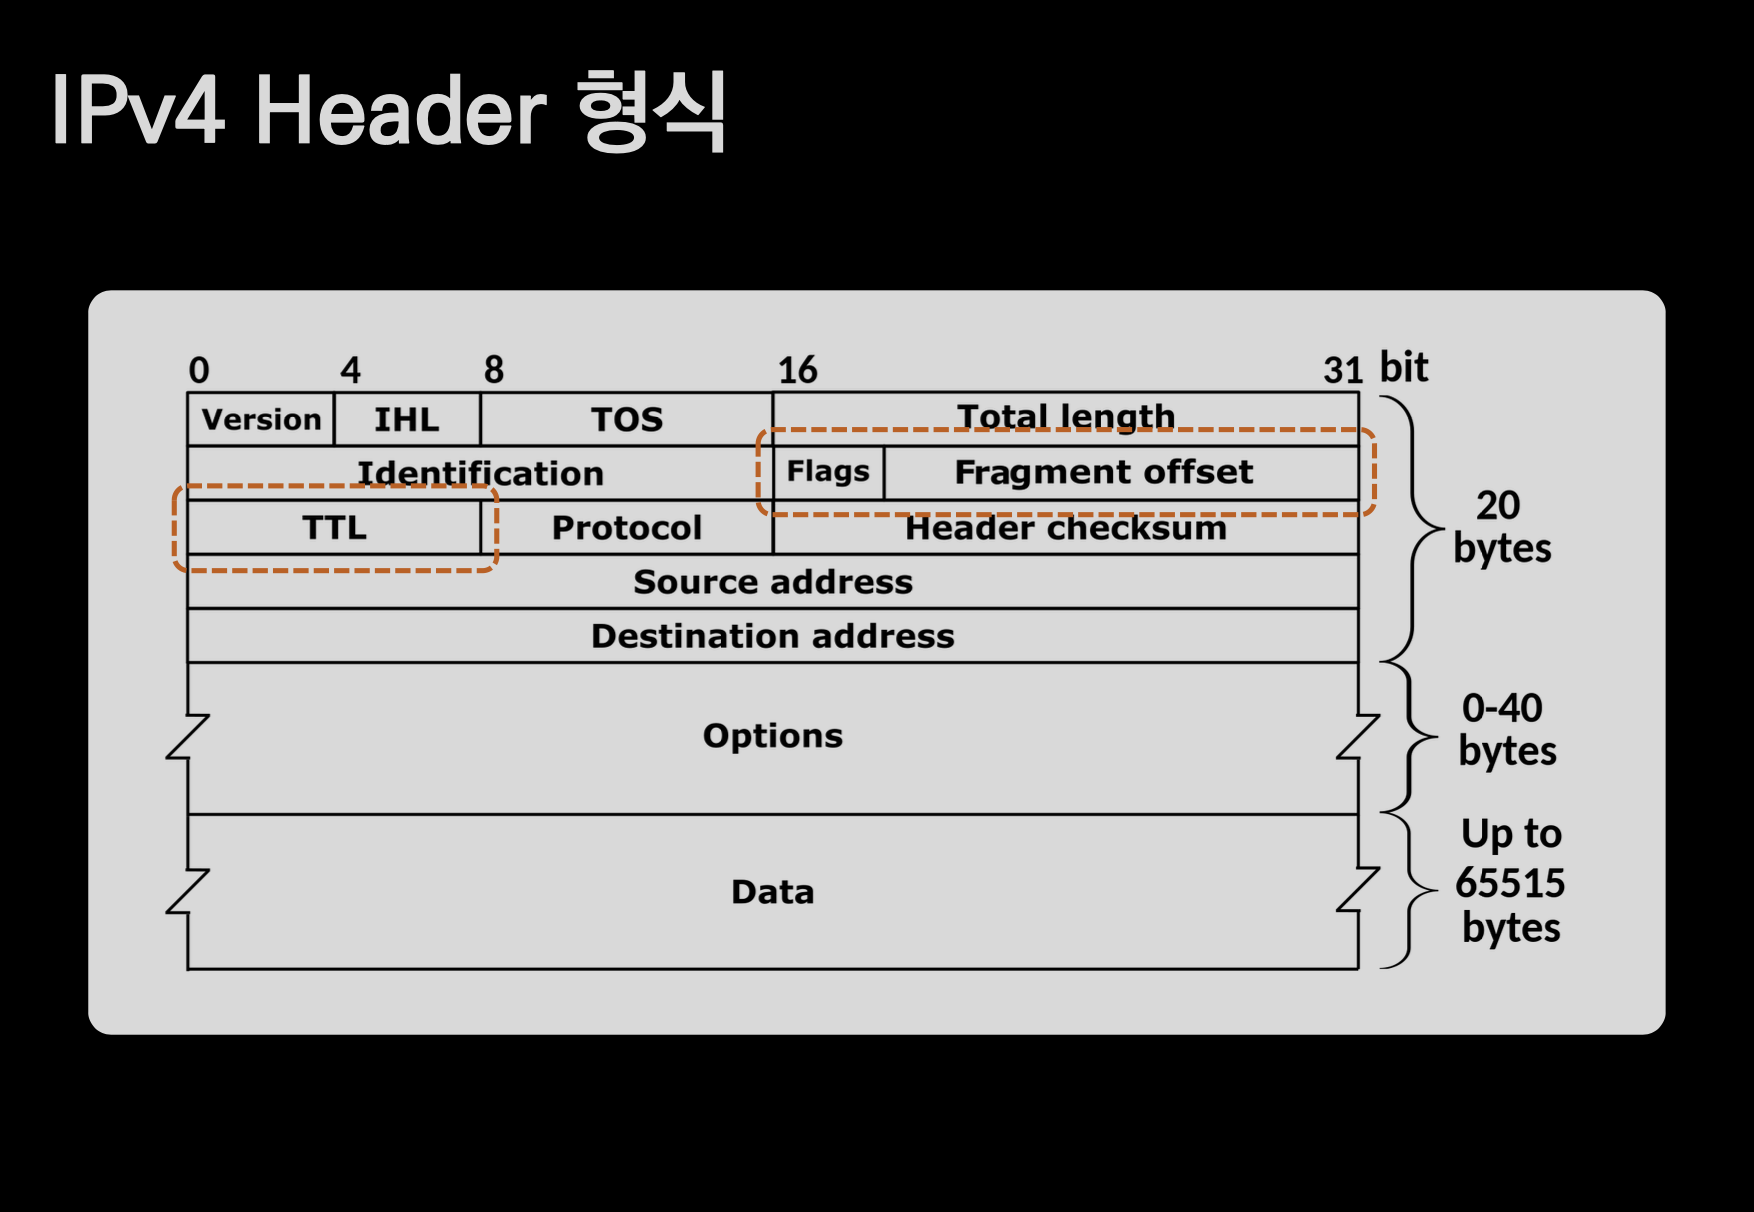 IPv4 Header 형식
0 4 8 16 31 bit
Version IHL TOS Total length
Identification Flags Fragment offset
TTL Protocol Header checksum
20
bytes
Source address
Destination address
Options
0-40
bytes
Data
Up to
65515
bytes